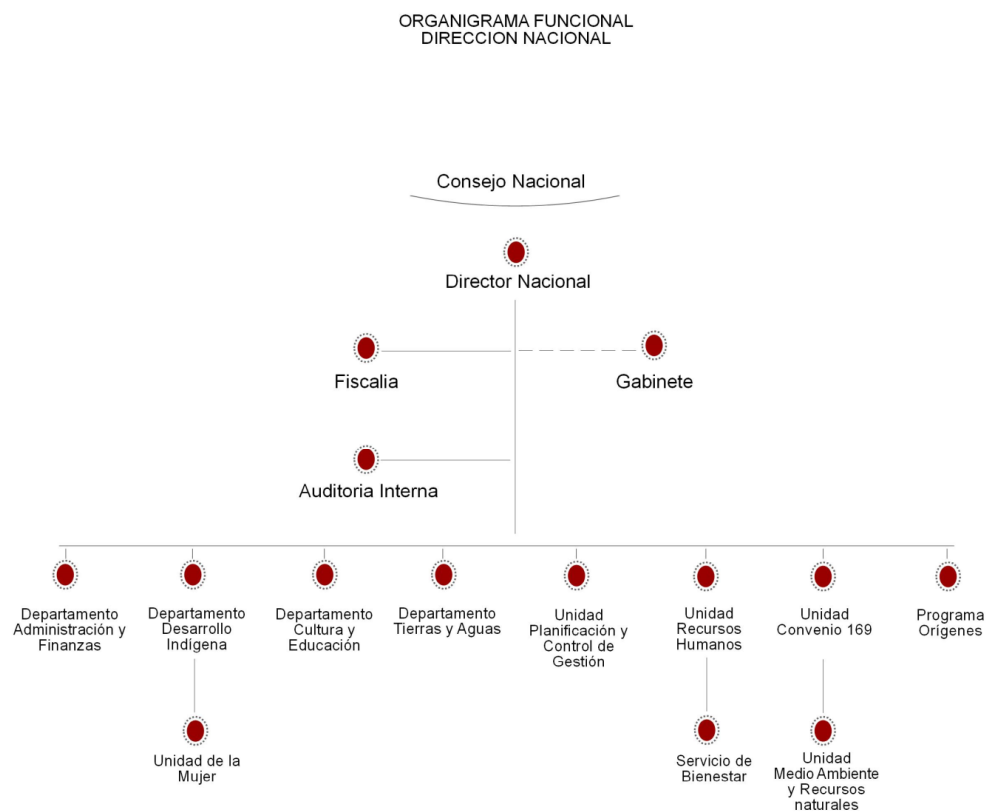 ORGANIGRAMA FUNCIONAL
DIRECCION NACIONAL
Consejo Nacional
Director Nacional
Fiscalia
Gabinete
Auditoria Interna
Departamento
Administración y
Finanzas
Departamento
Desarrollo
Indígena
Departamento
Cultura y
Educación
Departamento
Tierras y Aguas
Unidad
Planificación y
Control de
Gestión
Unidad
Recursos
Humanos
Unidad
Convenio 169
Programa
Orígenes
Unidad de la
Mujer
Servicio de
Bienestar
Unidad
Medio Ambiente
y Recursos
naturales